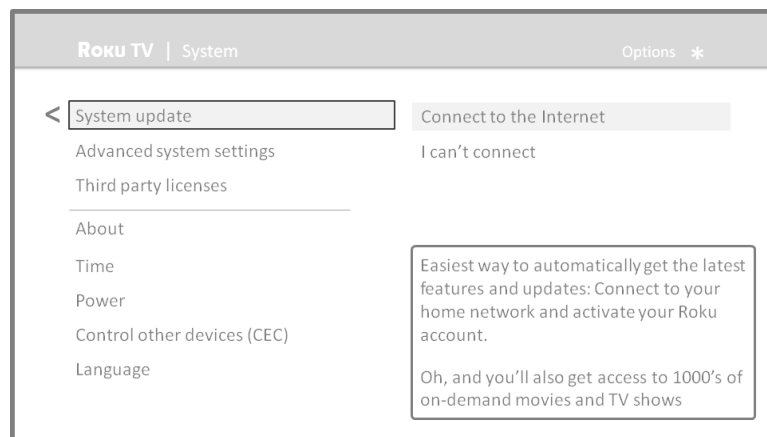 Roku TV | System
Options *
< System update
Advanced system settings
Third party licenses
About
Time
Power
Control other devices (CEC)
Language
Connect to the Internet
I can't connect
Easiest way to automatically get the latest
features and updates: Connect to your
home network and activate your Roku
account.
Oh, and you'll also get access to 1000's of
on-demand movies and TV shows